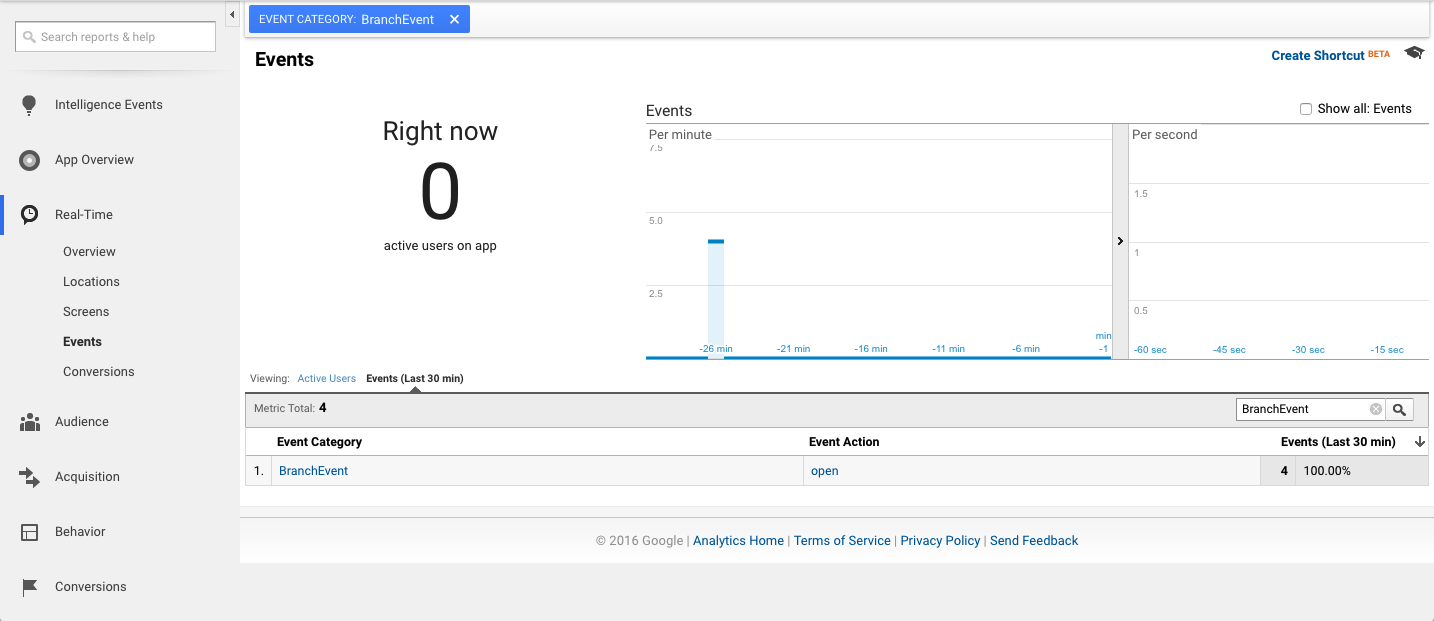 EVENT CATEGORY: BranchEvent
Search reports & help
Intelligence Events
App Overview
Real-Time
Overview
Locations
Screens
Events
Conversions
Audience
Acquisition
Behavior
Conversions
Events
Create Shortcut BETA
Right now
0
active users on app
Events
Show all: Events
Per minute
7.5
5.0
2.5
-26 min -21 min -16 min -11 min -6 min min
-1
Per second
1.5
1
0.5
-60 sec -45 sec -30 sec -15 sec
Viewing: Active Users Events (Last 30 min)
Metric Total: 4
BranchEvent
Event Category Event Action Events (Last 30 min)
1. BranchEvent open 4 100.00%
© 2016 Google | Analytics Home | Terms of Service | Privacy Policy | Send Feedback